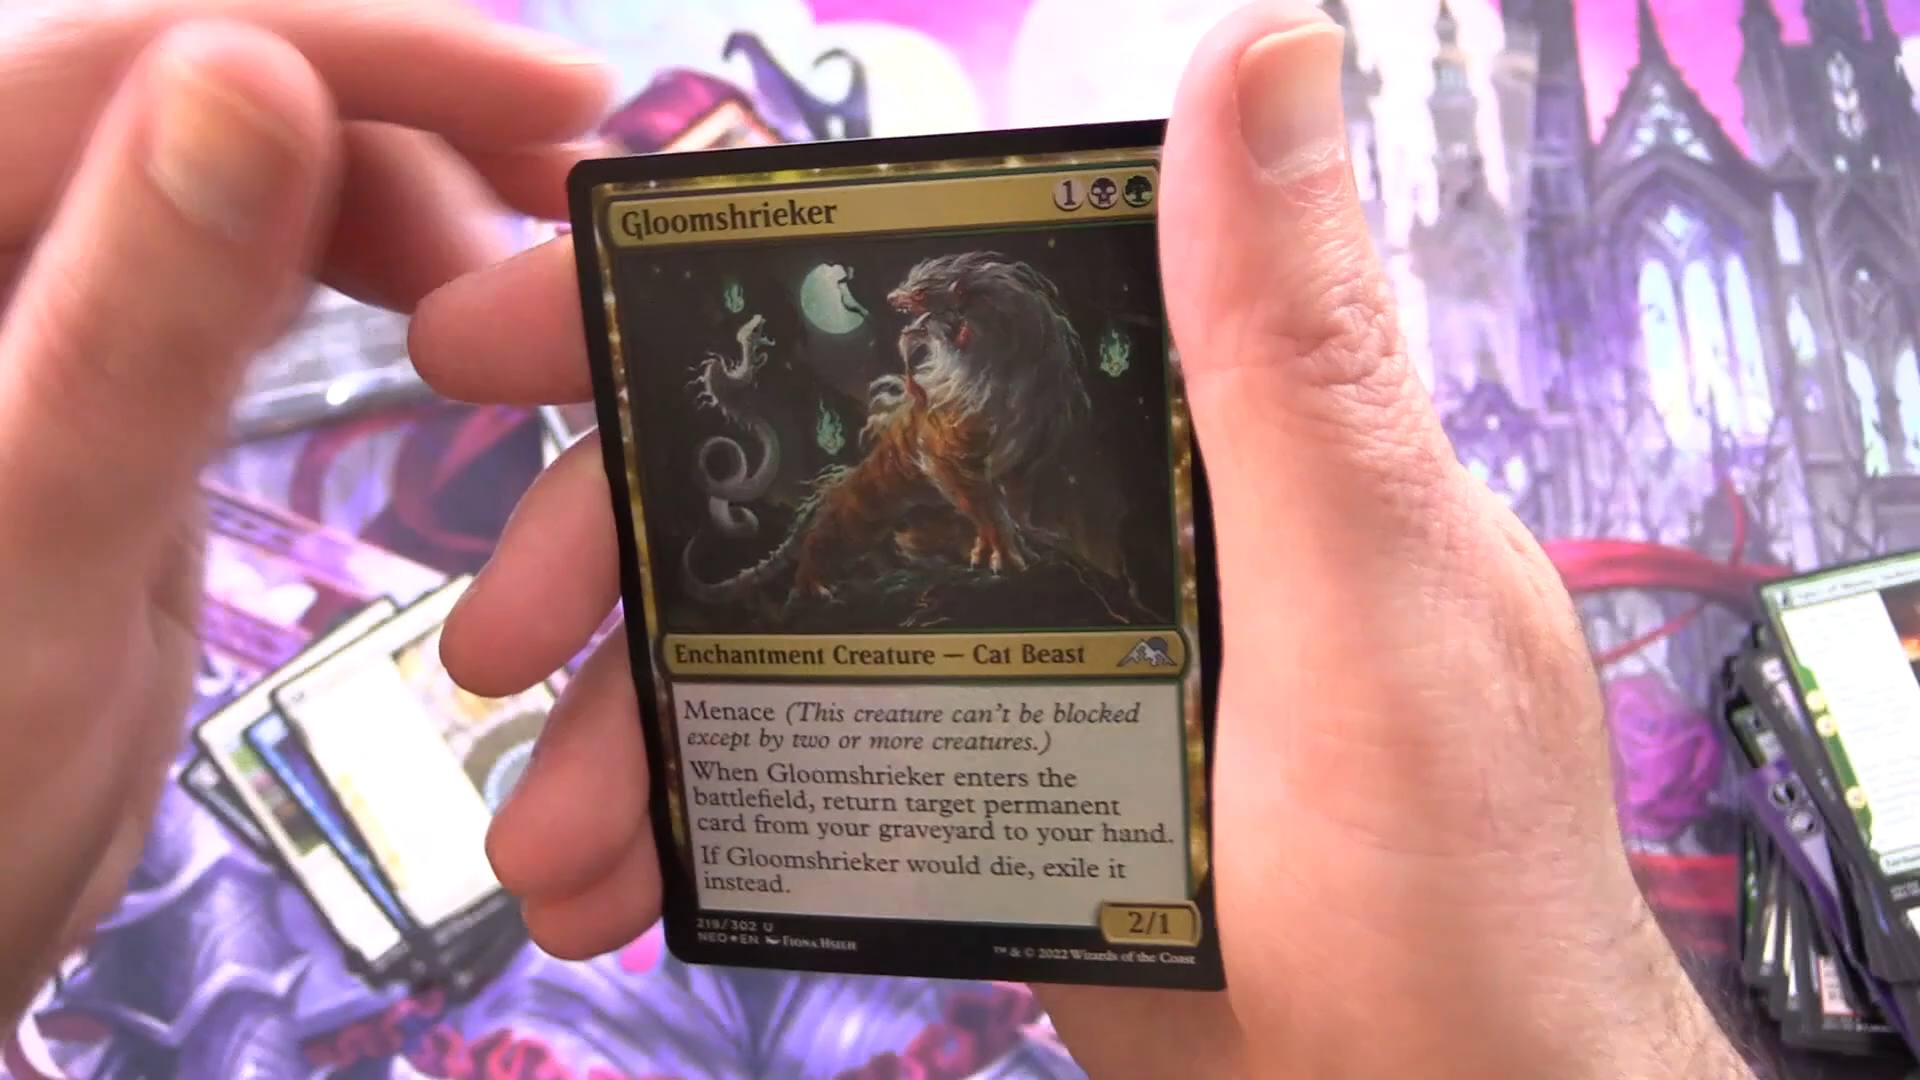 Gloomshrieker 1
Enchantment Creature — Cat Beast
Menace (This creature can't be blocked
except by two or more creatures.)
When Gloomshrieker enters the
battlefield, return target permanent
card from your graveyard to your hand.
If Gloomshrieker would die, exile it
instead.
2/1
219/302 U
NEO★EN Fiona Hsieh
™ & © 2022 Wizards of the Coast